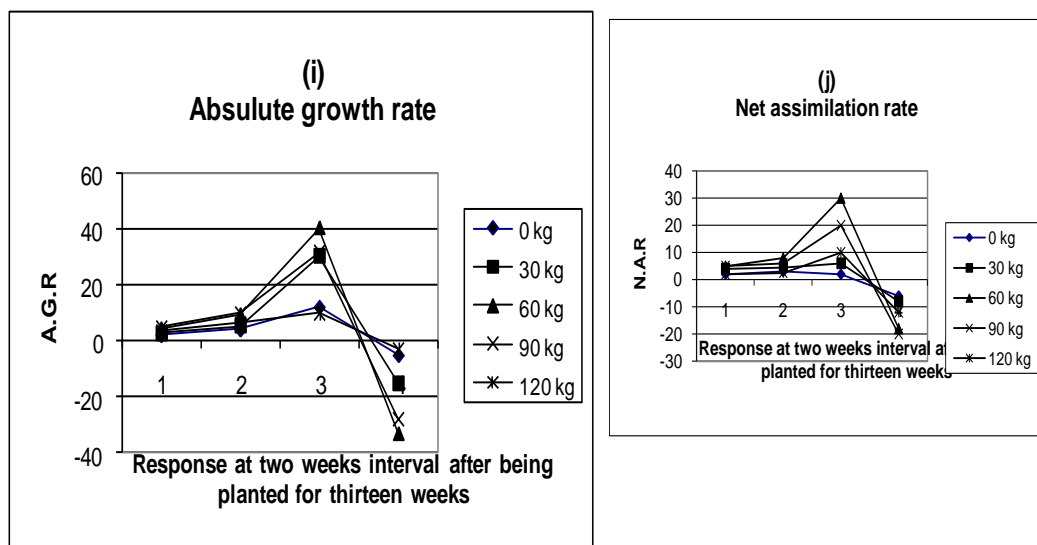 (i)
Absulute growth rate
60
40
20
0
-20
-40
A.G.R
1
2
3
Response at two weeks interval after being
planted for thirteen weeks
0 kg
30 kg
60 kg
90 kg
120 kg
(j)
Net assimilation rate
40
30
20
10
0
-10
-20
-30
N.A.R
1
2
3
Response at two weeks interval
planted for thirteen weeks
0 kg
30 kg
60 kg
90 kg
120 kg